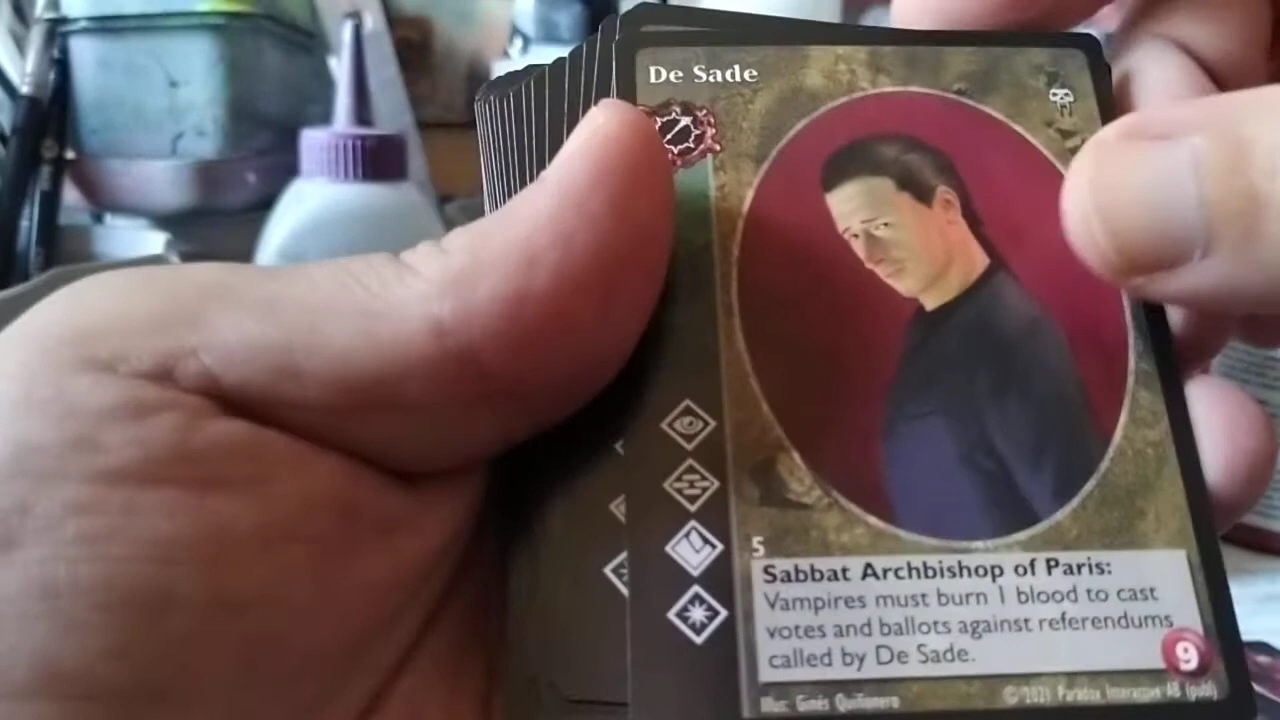 De Sade
5
Sabbat Archbishop of Paris:
Vampires must burn 1 blood to cast
votes and ballots against referendums
called by De Sade.
9
Illus: Ginés Quiñonero
©2021 Paradox Interactive AB (publ)